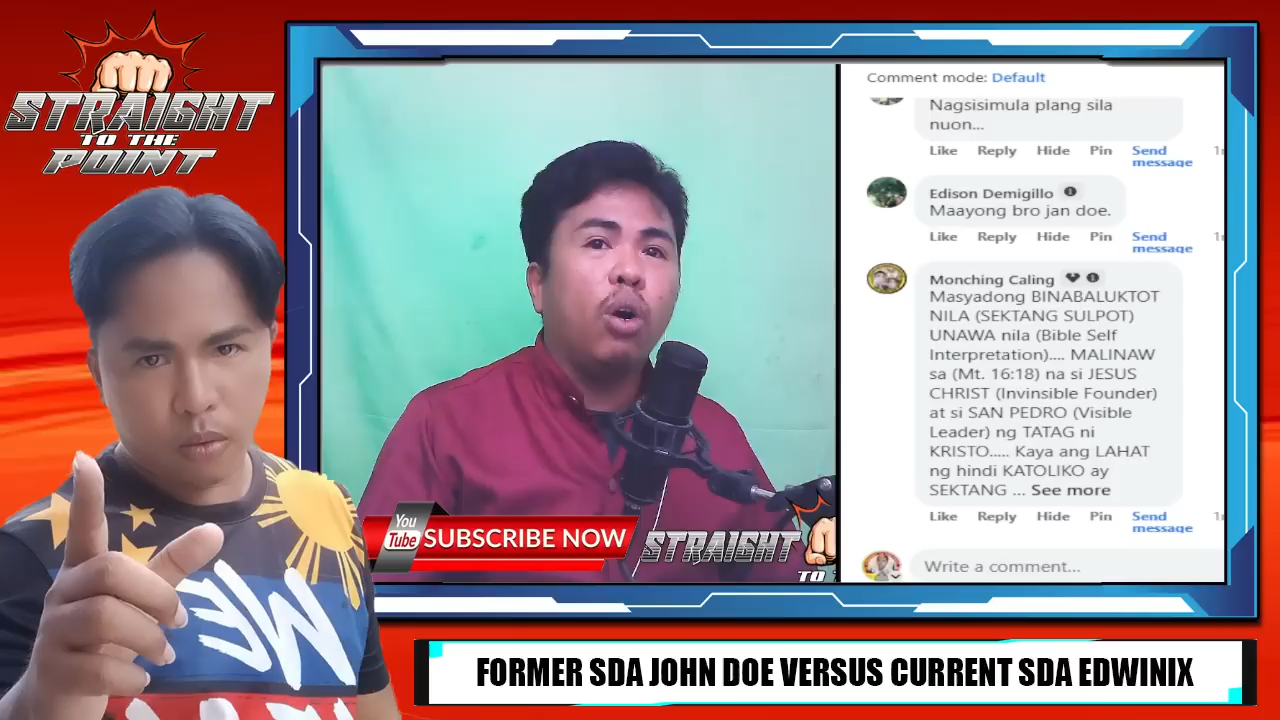 STRAIGHT
TO THE
POINT
Comment mode: Default
Nagsisimula plang sila
nuon...
Like Reply Hide Pin Send message
Edison Demigillo
Maayong bro jan doe.
Like Reply Hide Pin Send message
Monching Caling
Masyadong BINABALUKTOT
NILA (SEKTANG SULPOT)
UNAWA nila (Bible Self
Interpretation).... MALINAW
sa (Mt. 16:18) na si JESUS
CHRIST (Invinsible Founder)
at si SAN PEDRO (Visible
Leader) ng TATAG ni
KRISTO..... Kaya ang LAHAT
ng hindi KATOLIKO ay
SEKTANG ... See more
Like Reply Hide Pin Send message
Write a comment...
You
Tube
SUBSCRIBE NOW
STRAIGHT
TO
FORMER SDA JOHN DOE VERSUS CURRENT SDA EDWINIX